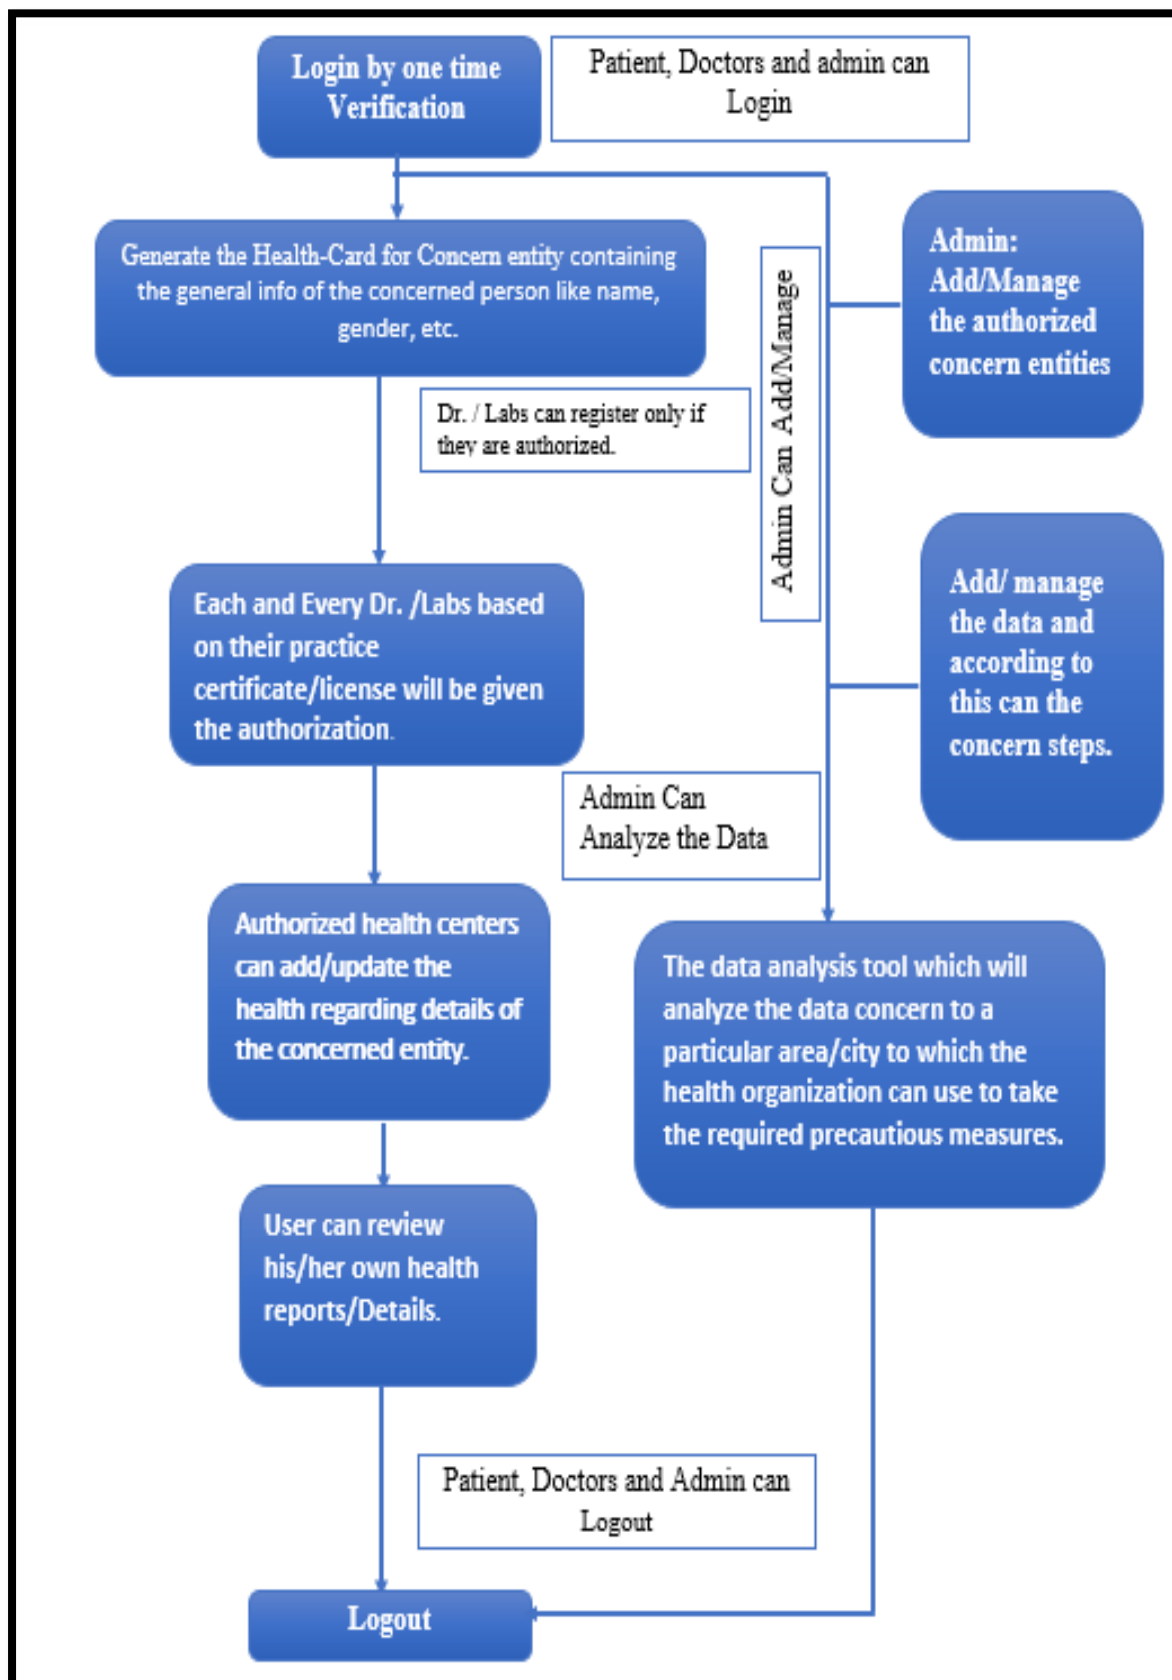 Login by one time
Verification
Patient, Doctors and admin can
Login
Generate the Health-Card for Concern entity containing
the general info of the concerned person like name,
gender, etc.
Admin:
Add/Manage
the authorized
concern entities
Admin Can Add/Manage
Dr. / Labs can register only if
they are authorized.
Each and Every Dr. /Labs based
on their practice
certificate/license will be given
the authorization.
Add/ manage
the data and
according to
this can the
concern steps.
Admin Can
Analyze the Data
Authorized health centers
can add/update the
health regarding details of
the concerned entity.
The data analysis tool which will
analyze the data concern to a
particular area/city to which the
health organization can use to take
the required precautious measures.
User can review
his/her own health
reports/Details.
Patient, Doctors and Admin can
Logout
Logout